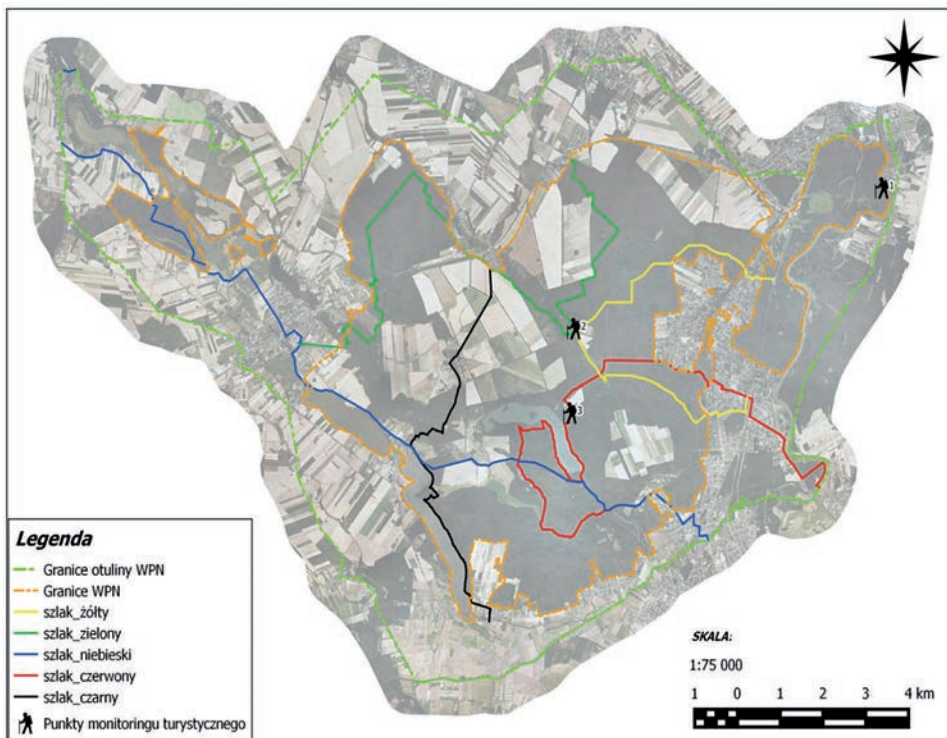 1
2
3
Legenda
Granice otuliny WPN
Granice WPN
szlak_żółty
szlak_zielony
szlak_niebieski
szlak_czerwony
szlak_czarny
Punkty monitoringu turystycznego
SKALA:
1:75 000
1 0 1 2 3 4 km